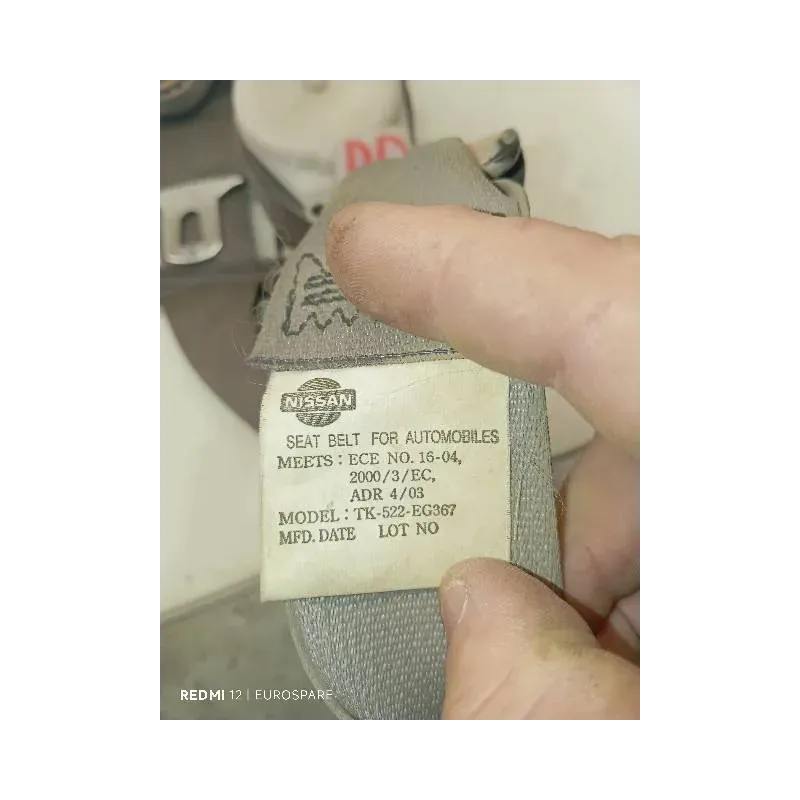 NISSAN
SEAT BELT FOR AUTOMOBILES
MEETS : ECE NO. 16-04,
2000/3/EC,
ADR 4/03
MODEL : TK-522-EG367
MFD. DATE LOT NO
REDMI 12 | EUROSPARE